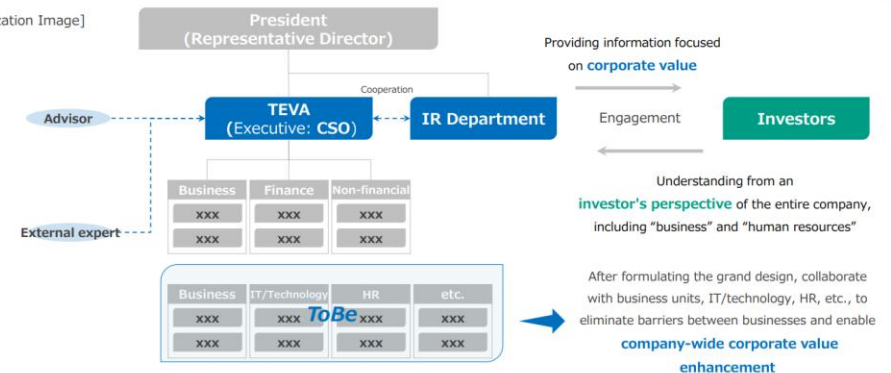 zation Image]
President
(Representative Director)
Providing information focused
on corporate value
Cooperation
Advisor
TEVA
(Executive: CSO)
IR Department
Engagement
Investors
Understanding from an
investor's perspective of the entire company,
including “business” and “human resources”
Business Finance Non-financial
xxx xxx xxx
xxx xxx xxx
External expert
Business IT/Technology HR etc.
ToBe
xxx xxx xxx xxx
xxx xxx xxx xxx
After formulating the grand design, collaborate
with business units, IT/technology, HR, etc., to
eliminate barriers between businesses and enable
company-wide corporate value
enhancement